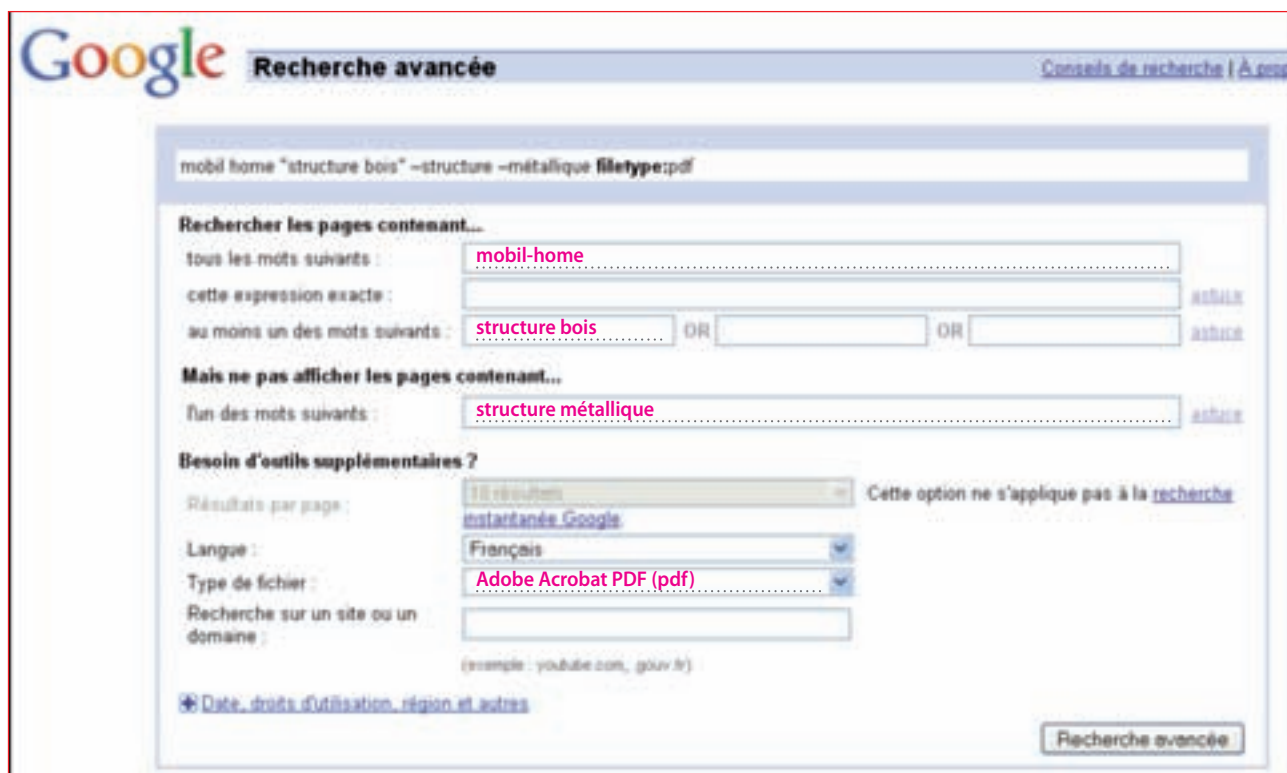 Google Recherche avancée Conseils de recherche | À prop
mobil home "structure bois" –structure –métallique filetype:pdf
Rechercher les pages contenant...
tous les mots suivants : mobil-home
cette expression exacte : astuce
au moins un des mots suivants : structure bois OR OR astuce
Mais ne pas afficher les pages contenant...
l'un des mots suivants : structure métallique astuce
Besoin d'outils supplémentaires ?
Résultats par page : 10 résultats Cette option ne s'applique pas à la recherche
instantanée Google.
Langue : Français
Type de fichier : Adobe Acrobat PDF (pdf)
Recherche sur un site ou un
domaine :
(exemple : youtube.com, gouv.fr)
Date, droits d'utilisation, région et autres
Recherche avancée